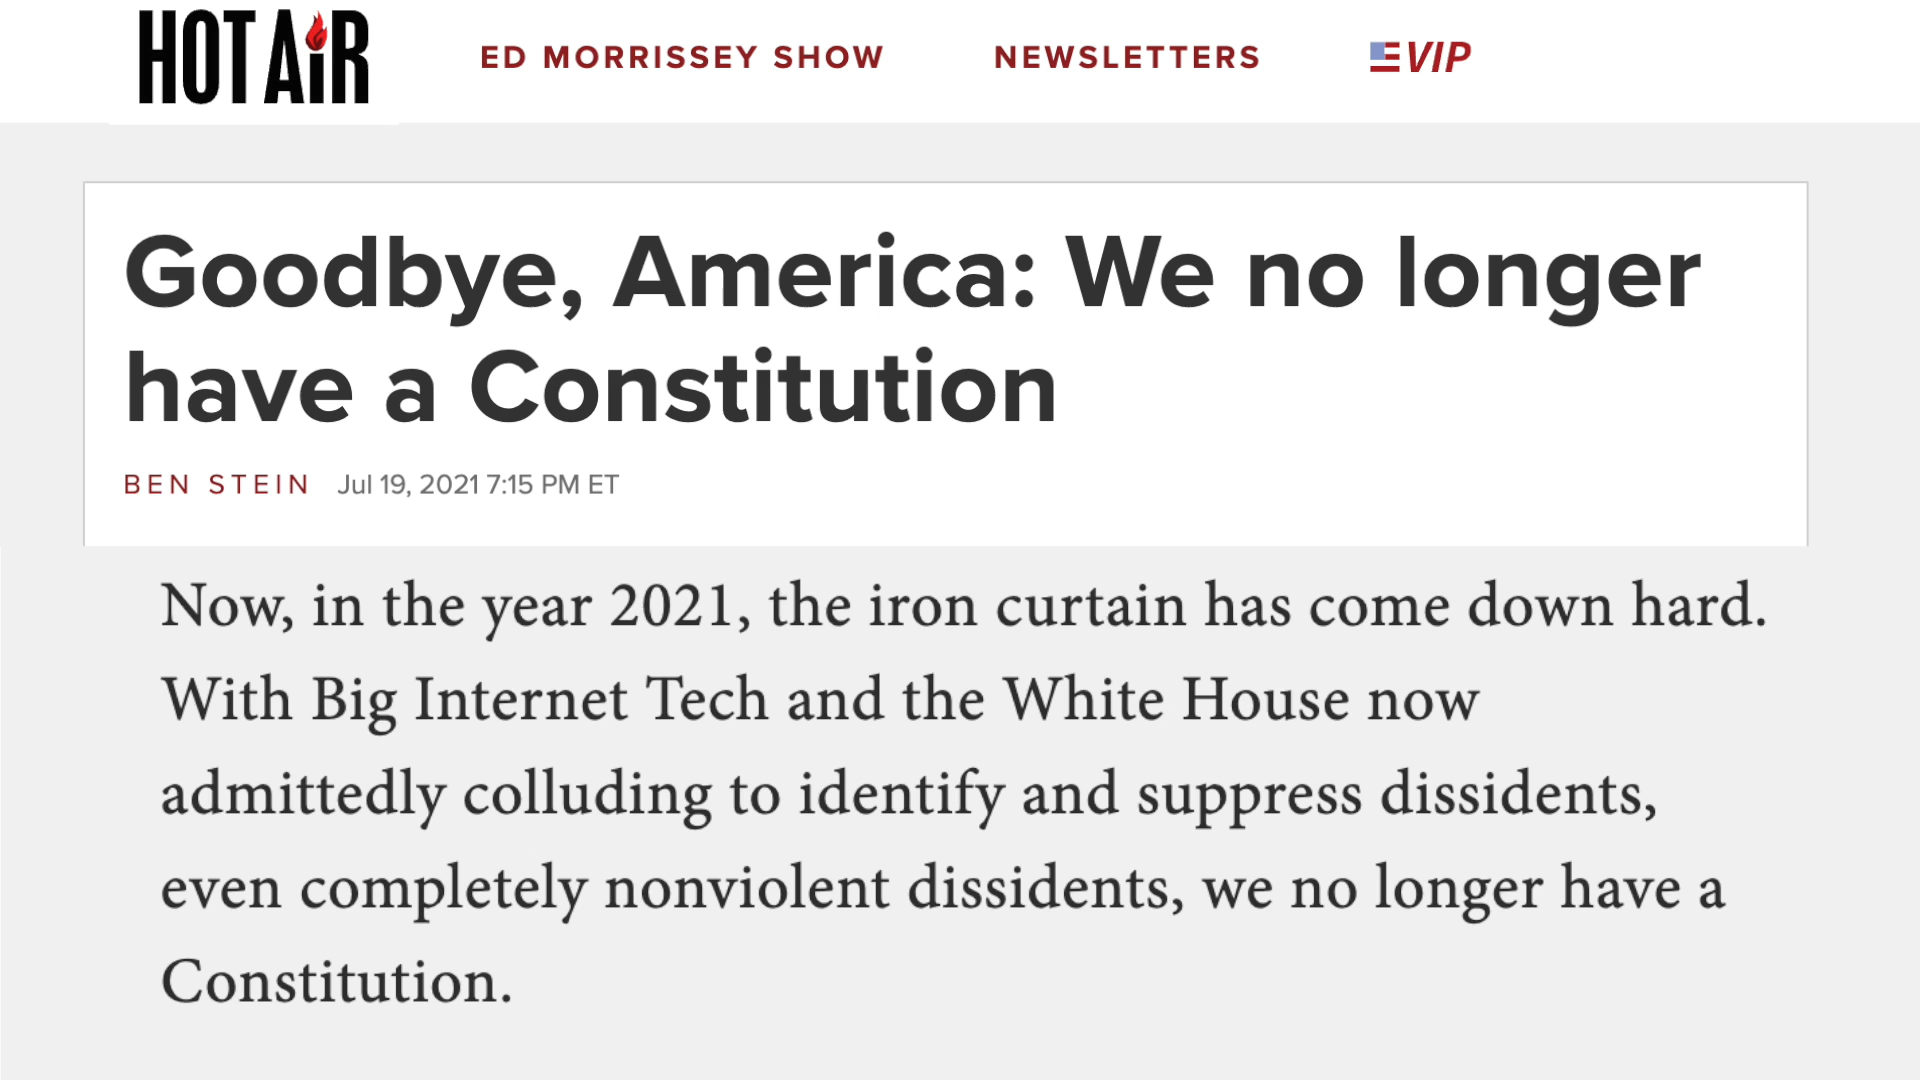 HOT AiR
ED MORRISSEY SHOW
NEWSLETTERS
VIP
Goodbye, America: We no longer
have a Constitution
BEN STEIN Jul 19, 2021 7:15 PM ET
Now, in the year 2021, the iron curtain has come down hard.
With Big Internet Tech and the White House now
admittedly colluding to identify and suppress dissidents,
even completely nonviolent dissidents, we no longer have a
Constitution.